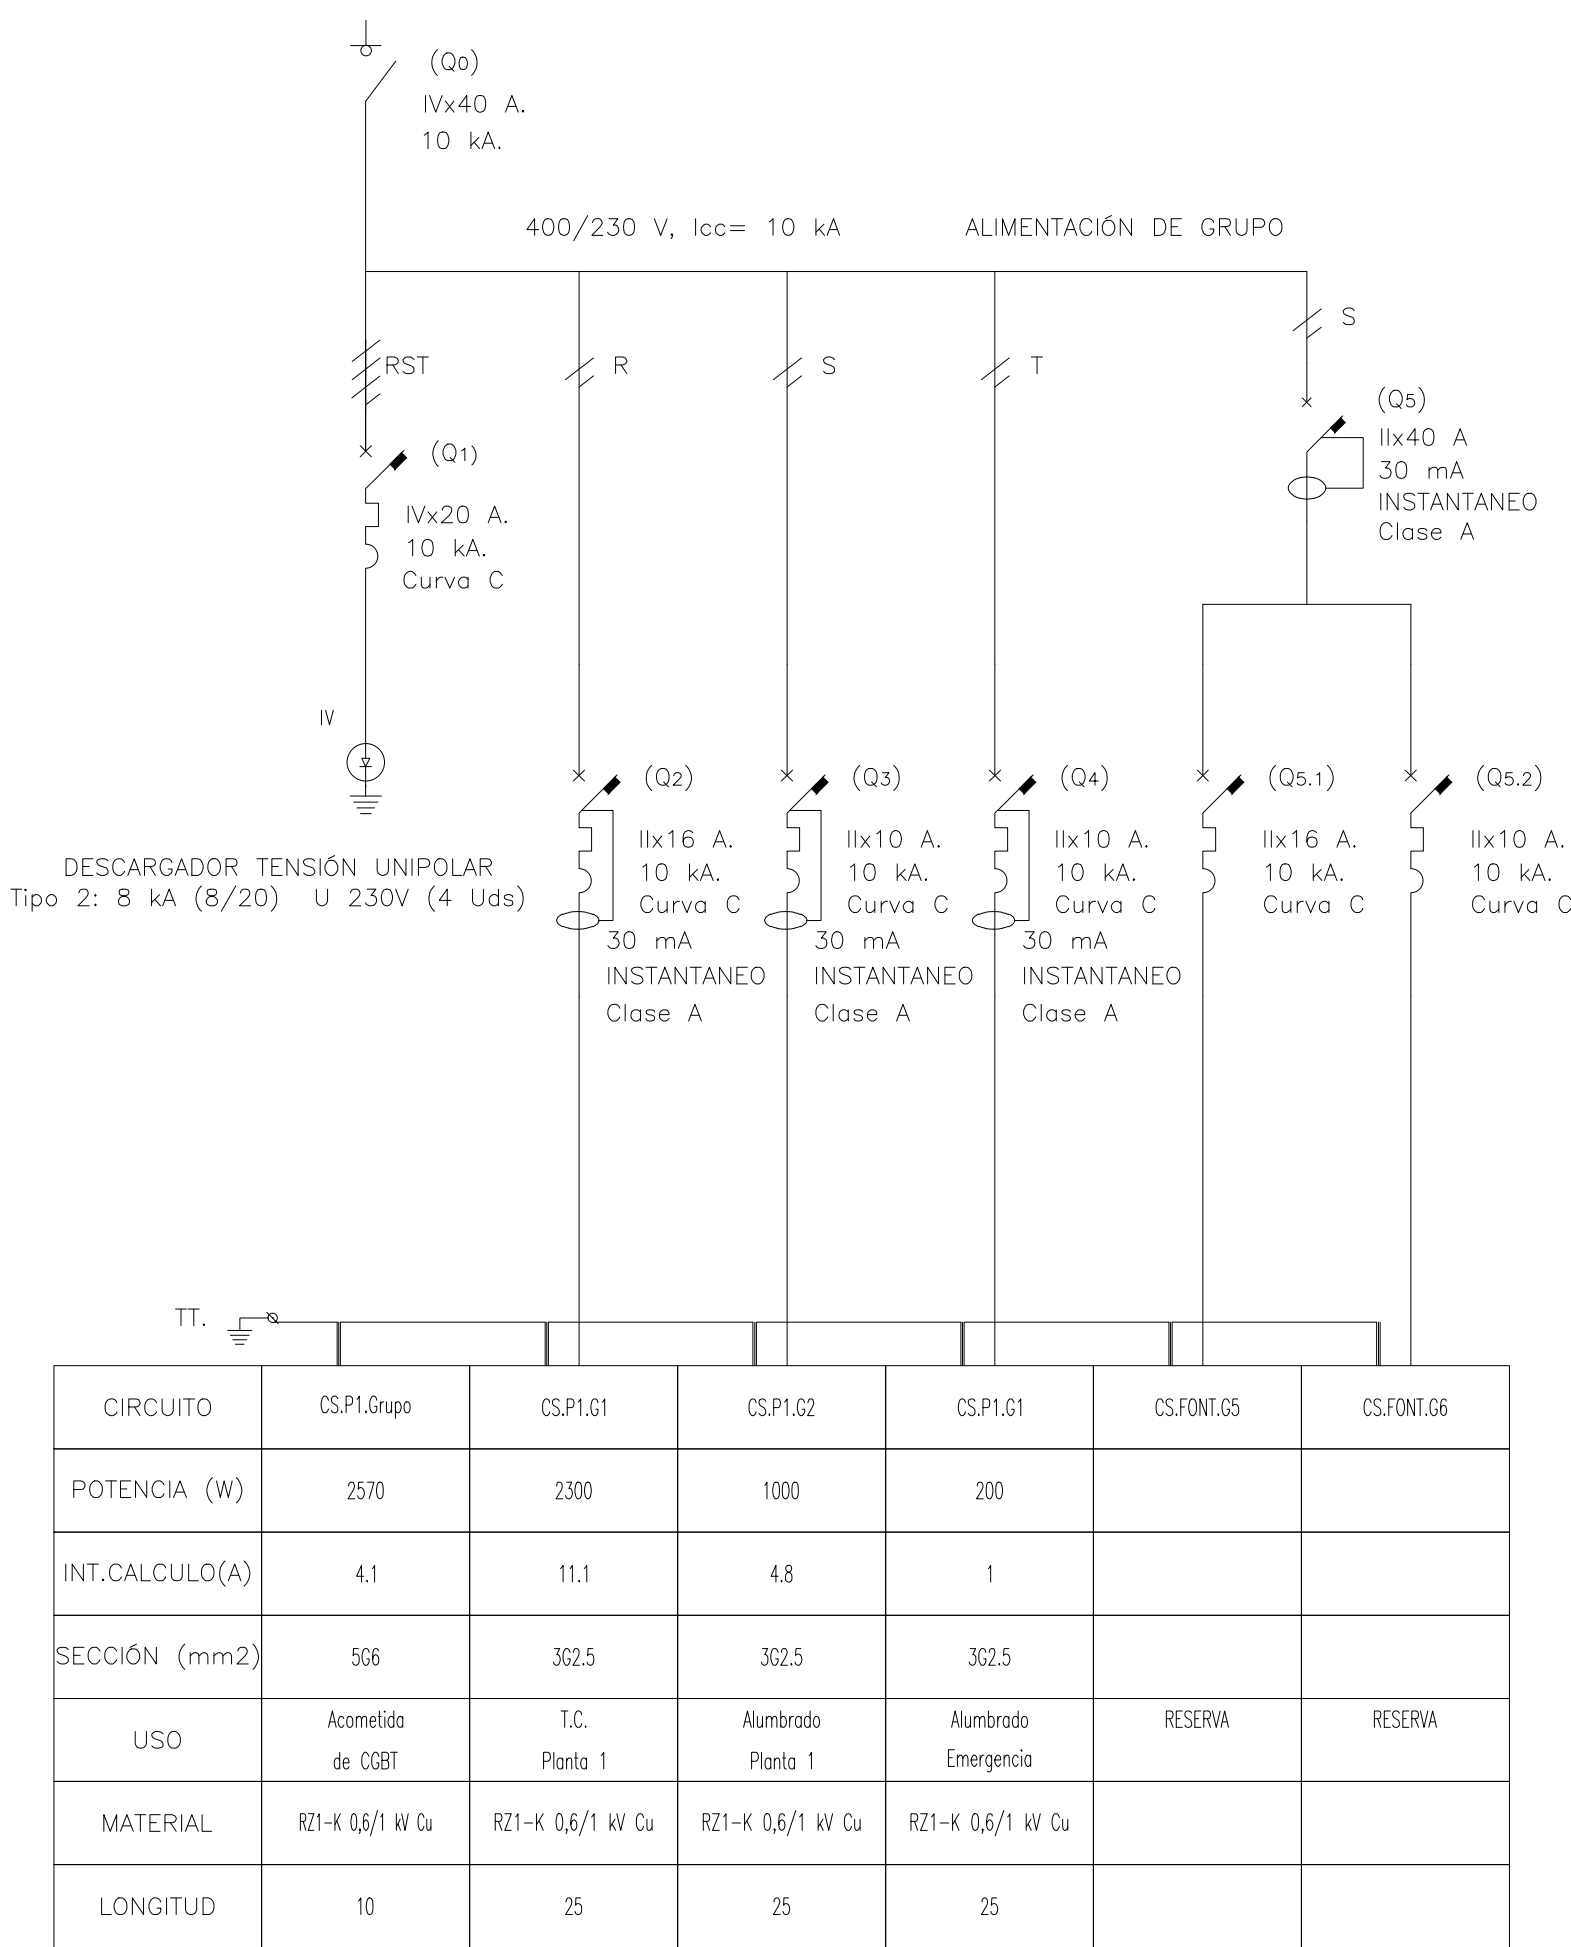 (Q0)
IVx40 A.
10 kA.
400/230 V, Icc= 10 kA ALIMENTACIÓN DE GRUPO
S
RST R S T
(Q5)
IIx40 A
30 mA
INSTANTANEO
Clase A
(Q1)
IVx20 A.
10 kA.
Curva C
IV
DESCARGADOR TENSIÓN UNIPOLAR
Tipo 2: 8 kA (8/20) U 230V (4 Uds)
(Q2)
IIx16 A.
10 kA.
Curva C
30 mA
INSTANTANEO
Clase A
(Q3)
IIx10 A.
10 kA.
Curva C
30 mA
INSTANTANEO
Clase A
(Q4)
IIx10 A.
10 kA.
Curva C
30 mA
INSTANTANEO
Clase A
(Q5.1)
IIx16 A.
10 kA.
Curva C
(Q5.2)
IIx10 A.
10 kA.
Curva C
TT.
CIRCUITO CS.P1.Grupo CS.P1.G1 CS.P1.G2 CS.P1.G1 CS.FONT.G5 CS.FONT.G6
POTENCIA (W) 2570 2300 1000 200
INT.CALCULO(A) 4.1 11.1 4.8 1
SECCIÓN (mm2) 5G6 3G2.5 3G2.5 3G2.5
USO
Acometida
de CGBT
T.C.
Planta 1
Alumbrado
Planta 1
Alumbrado
Emergencia
RESERVA
RESERVA
MATERIAL RZ1-K 0,6/1 kV Cu RZ1-K 0,6/1 kV Cu RZ1-K 0,6/1 kV Cu RZ1-K 0,6/1 kV Cu
LONGITUD 10 25 25 25